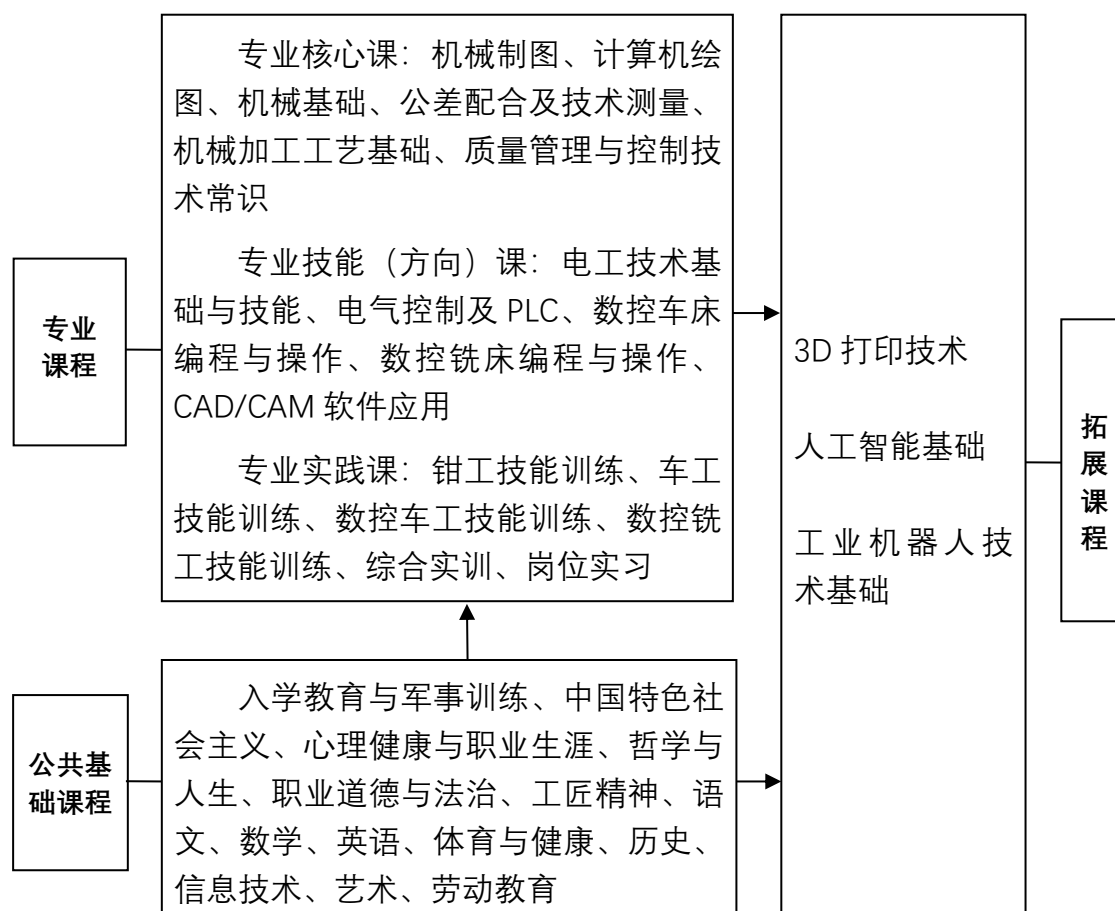 专业核心课：机械制图、计算机绘
图、机械基础、公差配合及技术测量、
机械加工工艺基础、质量管理与控制技
术常识
专业技能（方向）课：电工技术基
础与技能、电气控制及 PLC、数控车床
编程与操作、数控铣床编程与操作、
CAD/CAM 软件应用
专业实践课：钳工技能训练、车工
技能训练、数控车工技能训练、数控铣
工技能训练、综合实训、岗位实习
专业
课程
3D 打印技术
人工智能基础
工业机器人技
术基础
拓
展
课
程
公共基
础课程
入学教育与军事训练、中国特色社
会主义、心理健康与职业生涯、哲学与
人生、职业道德与法治、工匠精神、语
文、数学、英语、体育与健康、历史、
信息技术、艺术、劳动教育